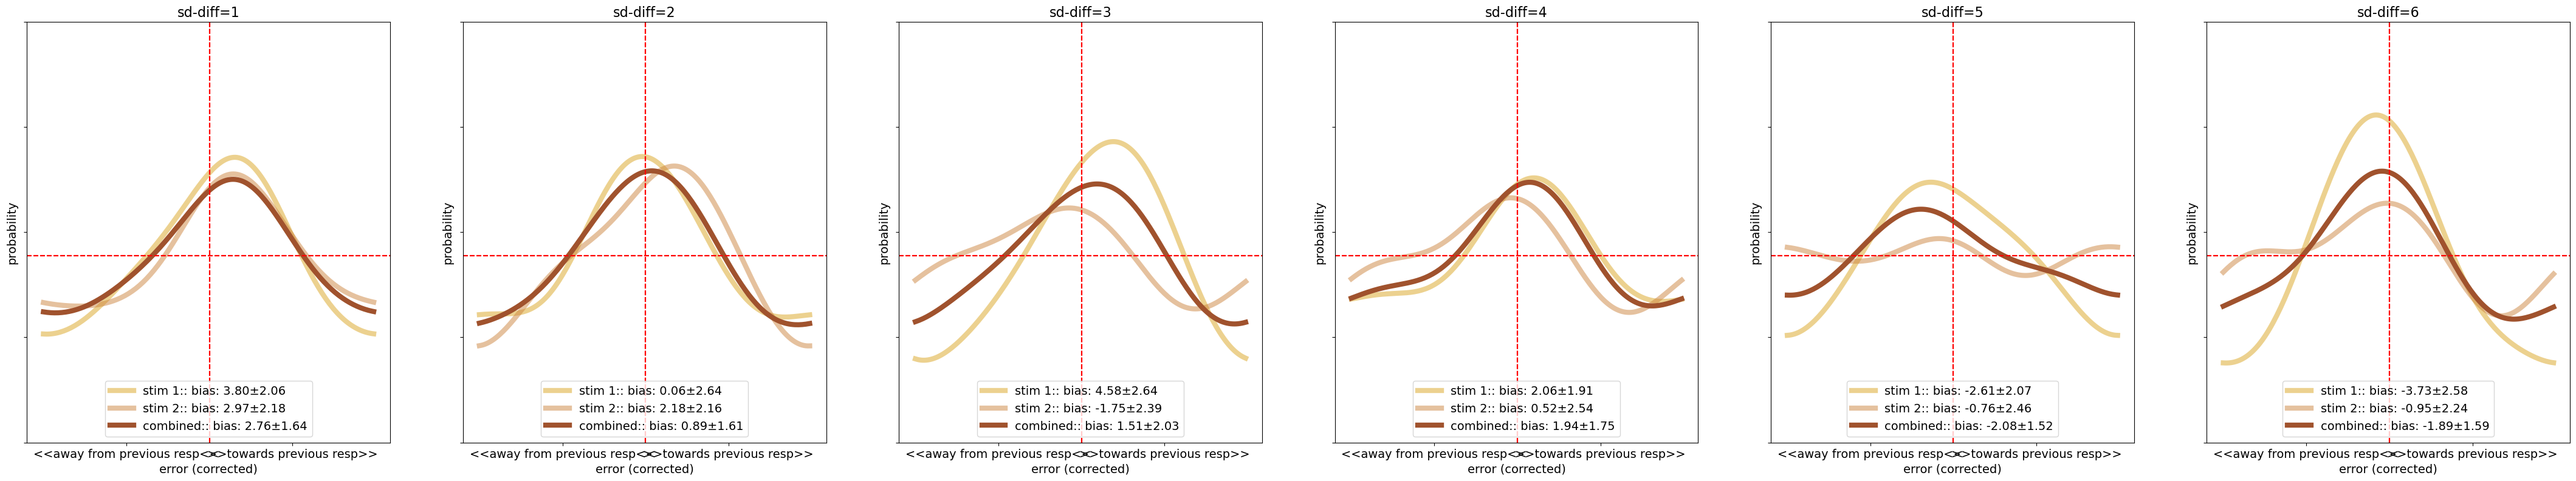 sd-diff=1
probability
stim 1:: bias: 3.80±2.06
stim 2:: bias: 2.97±2.18
combined:: bias: 2.76±1.64
<<away from previous resp<><>towards previous resp>>
error (corrected)
sd-diff=2
probability
stim 1:: bias: 0.06±2.64
stim 2:: bias: 2.18±2.16
combined:: bias: 0.89±1.61
<<away from previous resp<><>towards previous resp>>
error (corrected)
sd-diff=3
probability
stim 1:: bias: 4.58±2.64
stim 2:: bias: -1.75±2.39
combined:: bias: 1.51±2.03
<<away from previous resp<><>towards previous resp>>
error (corrected)
sd-diff=4
probability
stim 1:: bias: 2.06±1.91
stim 2:: bias: 0.52±2.54
combined:: bias: 1.94±1.75
<<away from previous resp<><>towards previous resp>>
error (corrected)
sd-diff=5
probability
stim 1:: bias: -2.61±2.07
stim 2:: bias: -0.76±2.46
combined:: bias: -2.08±1.52
<<away from previous resp<><>towards previous resp>>
error (corrected)
sd-diff=6
probability
stim 1:: bias: -3.73±2.58
stim 2:: bias: -0.95±2.24
combined:: bias: -1.89±1.59
<<away from previous resp<><>towards previous resp>>
error (corrected)